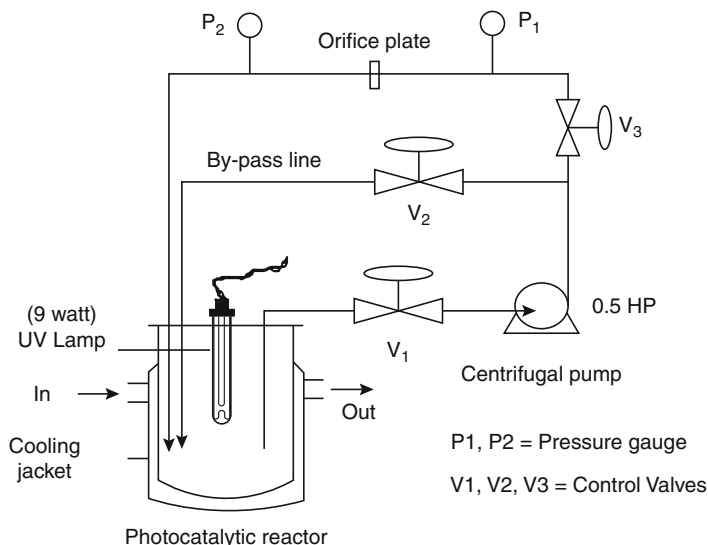 P2
P1
Orifice plate
V3
By-pass line
V2
(9 watt)
UV Lamp
0.5 HP
V1
Centrifugal pump
In
Out
Cooling
jacket
P1, P2 = Pressure gauge
V1, V2, V3 = Control Valves
Photocatalytic reactor